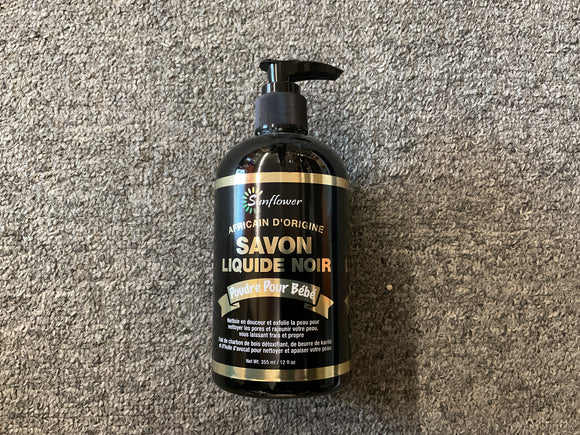 Sunflower
AFRICAIN D'ORIGINE
SAVON
LIQUIDE NOIR
Poudre Pour Bébé
Nettoie en douceur et exfolie la peau pour
nettoyer les pores et rajeunir votre peau,
vous laissant frais et propre
Fait de charbon de bois détoxifiant, de beurre de karité
et d'huile d'avocat pour nettoyer et apaiser votre peau.
Net Wt. 355 ml / 12 fl oz